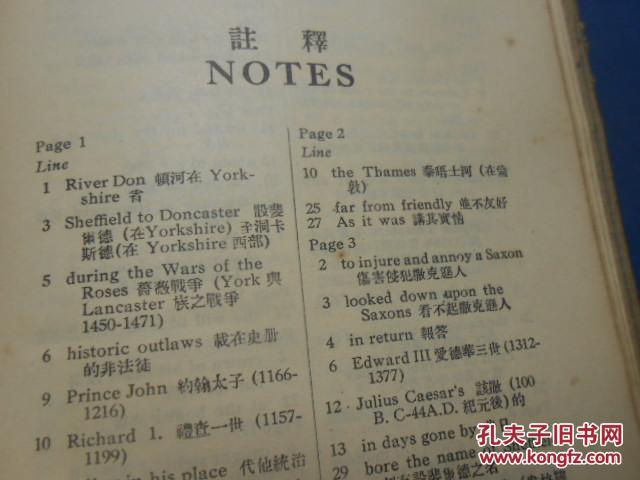 註釋
NOTES
Page 1
Line
1 River Don 頓河在 York-
shire 省
3 Sheffield to Doncaster 設斐
爾德 (在Yorkshire) 至洞卡
斯德(在 Yorkshire 西部)
5 during the Wars of the
Roses 薔薇戰爭 (York 與
Lancaster 族之戰爭
1450-1471)
6 historic outlaws 載在史册
的非法徒
9 Prince John 約翰太子 (1166-
1216)
10 Richard 1. 禮查一世 (1157-
1199)
in his place 代他統治
Page 2
Line
10 the Thames 泰晤士河 (在倫
敦)
25 far from friendly 並不友好
27 As it was 講其實情
Page 3
2 to injure and annoy a Saxon
傷害侵犯撒克遜人
3 looked down upon the
Saxons 看不起撒克遜人
4 in return 報答
6 Edward III 愛德華三世 (1312-
1377)
12 Julius Caesar's 該撒 (100
B. C-44A.D. 紀元後)的
13 in days gone by
29 bore the name of
孔夫子旧书网
www.kongfz.com